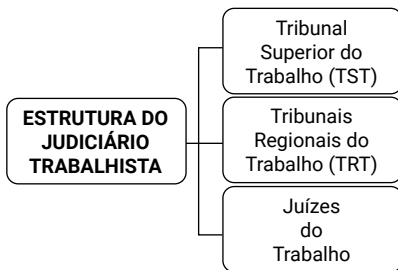 Tribunal
Superior do
Trabalho (TST)
ESTRUTURA DO
JUDICIÁRIO
TRABALHISTA
Tribunais
Regionais do
Trabalho (TRT)
Juízes
do
Trabalho